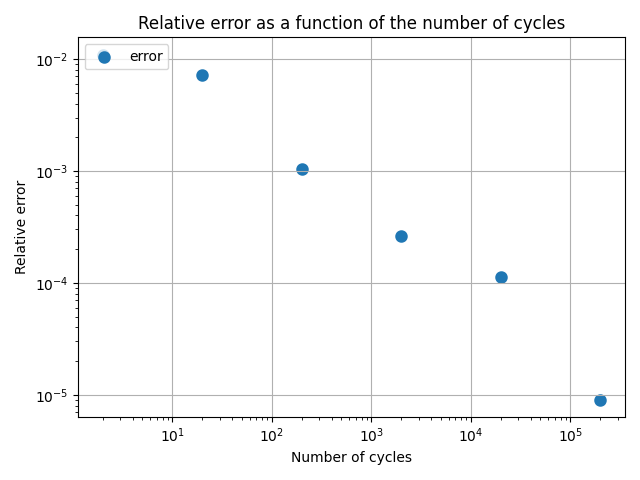 Relative error as a function of the number of cycles
error
10⁻²
10⁻³
10⁻⁴
10⁻⁵
Relative error
10¹
10²
10³
10⁴
10⁵
Number of cycles